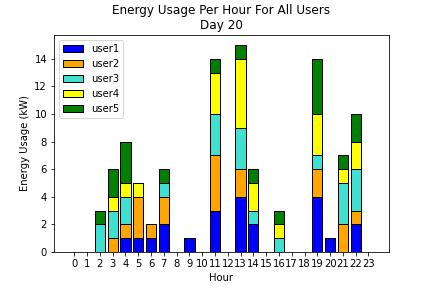 Energy Usage Per Hour For All Users
Day 20
user1
user2
user3
user4
user5
Energy Usage (kW)
14
12
10
8
6
4
2
0
0 1 2 3 4 5 6 7 8 9 10 11 12 13 14 15 16 17 18 19 20 21 22 23
Hour